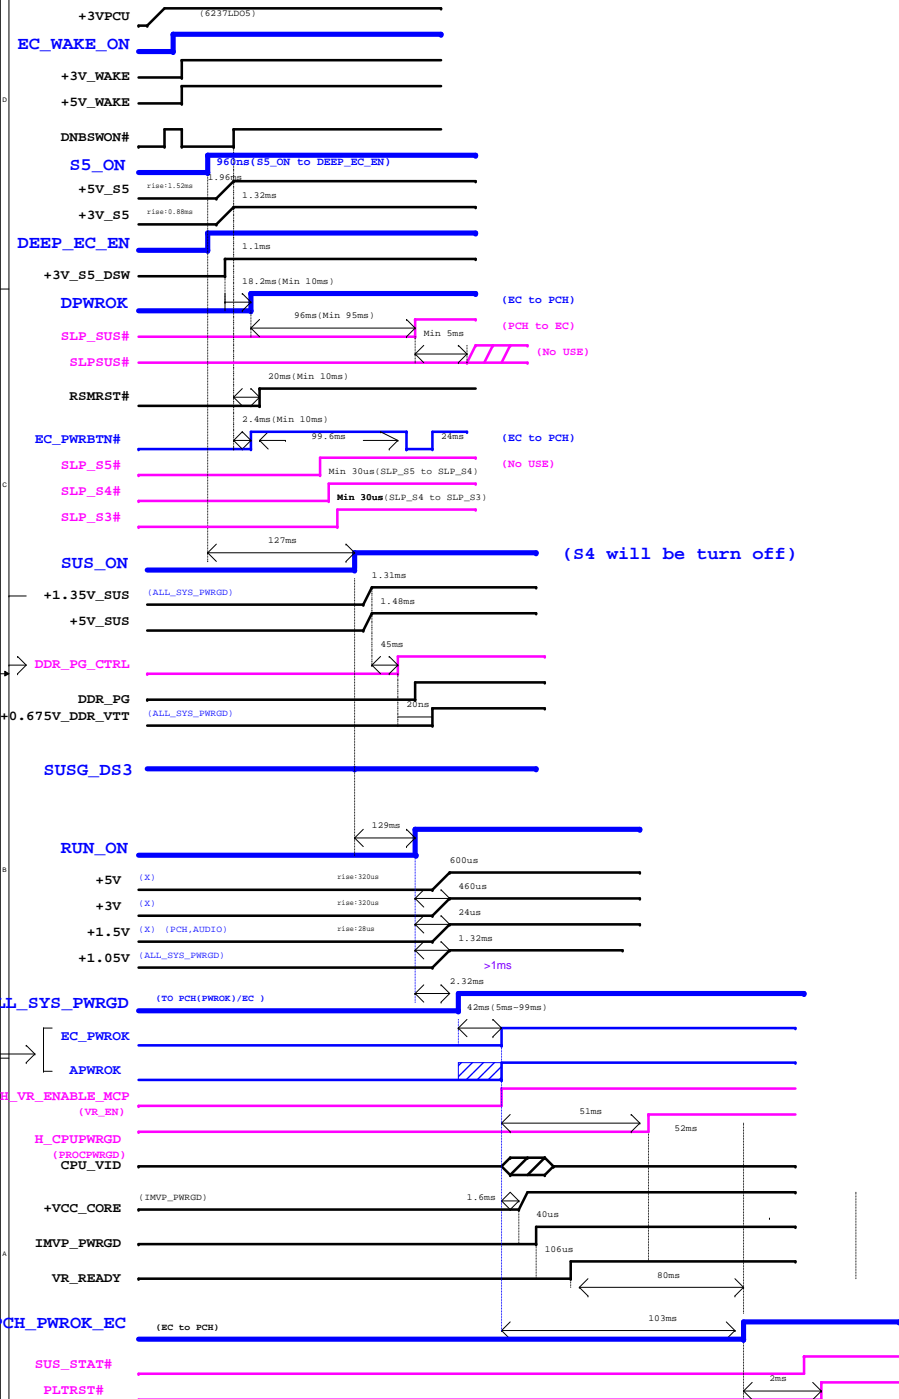 +3VPCU (6237LDO5)
EC_WAKE_ON
+3V_WAKE
D
+5V_WAKE
DNBSWON#
S5_ON 960ns(S5_ON to DEEP_EC_EN)
1.96ms
+5V_S5 rise:1.52ms
1.32ms
+3V_S5 rise:0.88ms
DEEP_EC_EN
1.1ms
+3V_S5_DSW
18.2ms(Min 10ms)
DPWROK (EC to PCH)
96ms(Min 95ms)
(PCH to EC)
SLP_SUS# Min 5ms
(No USE)
SLPSUS#
20ms(Min 10ms)
RSMRST#
2.4ms(Min 10ms)
EC_PWRBTN# 99.6ms 24ms (EC to PCH)
SLP_S5# (No USE)
Min 30us(SLP_S5 to SLP_S4)
C
SLP_S4#
Min 30us(SLP_S4 to SLP_S3)
SLP_S3#
127ms
SUS_ON (S4 will be turn off)
1.31ms
+1.35V_SUS (ALL_SYS_PWRGD)
1.48ms
+5V_SUS
45ms
DDR_PG_CTRL
DDR_PG
20ns
+0.675V_DDR_VTT (ALL_SYS_PWRGD)
SUSG_DS3
129ms
RUN_ON
600us
B
+5V (X) rise:320us
460us
+3V (X) rise:320us
24us
+1.5V (X) (PCH,AUDIO) rise:28us
1.32ms
+1.05V (ALL_SYS_PWRGD)
>1ms
2.32ms
LL_SYS_PWRGD (TO PCH(PWROK)/EC )
42ms(5ms-99ms)
EC_PWROK
APWROK
H_VR_ENABLE_MCP
(VR_EN)
51ms
52ms
H_CPUPWRGD
(PROCPWRGD)
CPU_VID
+VCC_CORE (IMVP_PWRGD) 1.6ms
40us
IMVP_PWRGD
106us
A
VR_READY 80ms
103ms
CH_PWROK_EC (EC to PCH)
SUS_STAT#
2ms
PLTRST#